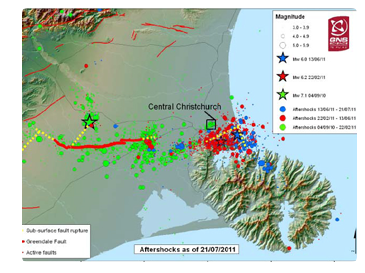 Magnitude
3.0 - 3.9
4.0 - 4.9
5.0 - 5.9
Mw 6.0 13/06/11
Mw 6.2 22/02/11
Mw 7.1 04/09/10
Aftershocks 13/06/11 - 21/07/11
Aftershocks 22/02/11 - 13/06/11
Aftershocks 04/09/10 - 22/02/11
GNS
Central Christchurch
Sub-surface fault rupture
Greendale Fault
Active faults
Aftershocks as of 21/07/2011